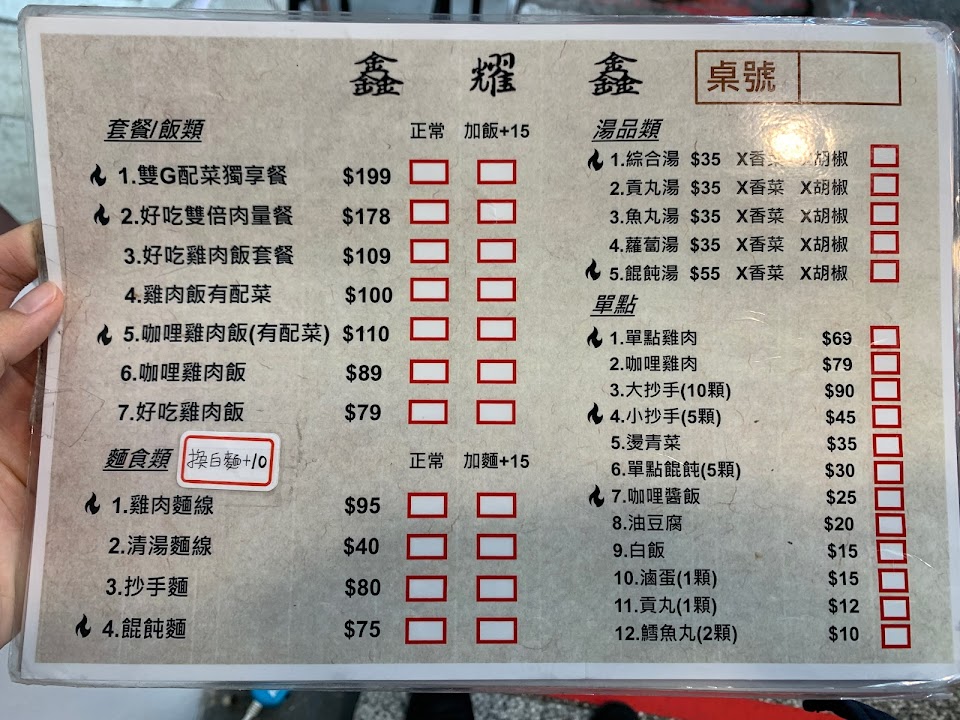 鑫 耀 鑫
桌號
套餐/飯類 正常 加飯+15
1.雙G配菜獨享餐 $199
2.好吃雙倍肉量餐 $178
3.好吃雞肉飯套餐 $109
4.雞肉飯有配菜 $100
5.咖哩雞肉飯(有配菜) $110
6.咖哩雞肉飯 $89
7.好吃雞肉飯 $79
麵食類 換白麵+10 正常 加麵+15
1.雞肉麵線 $95
2.清湯麵線 $40
3.抄手麵 $80
4.餛飩麵 $75
湯品類
1.綜合湯 $35 X香菜 X胡椒
2.貢丸湯 $35 X香菜 X胡椒
3.魚丸湯 $35 X香菜 X胡椒
4.蘿蔔湯 $35 X香菜 X胡椒
5.餛飩湯 $55 X香菜 X胡椒
單點
1.單點雞肉 $69
2.咖哩雞肉 $79
3.大抄手(10顆) $90
4.小抄手(5顆) $45
5.燙青菜 $35
6.單點餛飩(5顆) $30
7.咖哩醬飯 $25
8.油豆腐 $20
9.白飯 $15
10.滷蛋(1顆) $15
11.貢丸(1顆) $12
12.鱈魚丸(2顆) $10